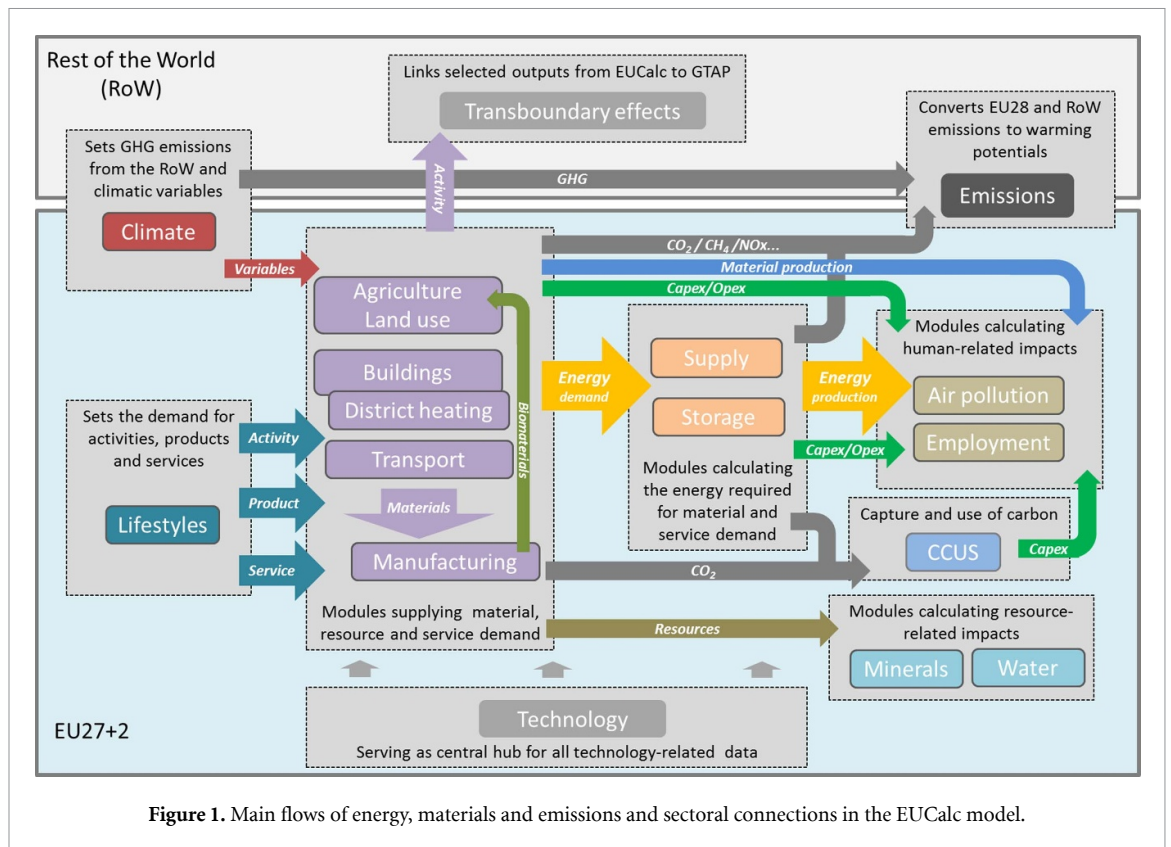 Rest of the World
(RoW)
Links selected outputs from EUCalc to GTAP
Transboundary effects
Converts EU28 and RoW
emissions to warming
potentials
Emissions
Sets GHG emissions
from the RoW and
climatic variables
Climate
Activity
GHG
Variables
CO₂ / CH₄ /NOx...
Material production
Capex/Opex
Agriculture
Land use
Buildings
District heating
Transport
Biomaterials
Materials
Manufacturing
Modules supplying material,
resource and service demand
Sets the demand for
activities, products
and services
Lifestyles
Activity
Product
Service
Energy
demand
Supply
Storage
Modules calculating
the energy required
for material and
service demand
Energy
production
Capex/Opex
Modules calculating
human-related impacts
Air pollution
Employment
Capture and use of carbon
CCUS
Capex
CO₂
Resources
Modules calculating resource-
related impacts
Minerals
Water
Technology
Serving as central hub for all technology-related data
EU27+2
Figure 1. Main flows of energy, materials and emissions and sectoral connections in the EUCalc model.